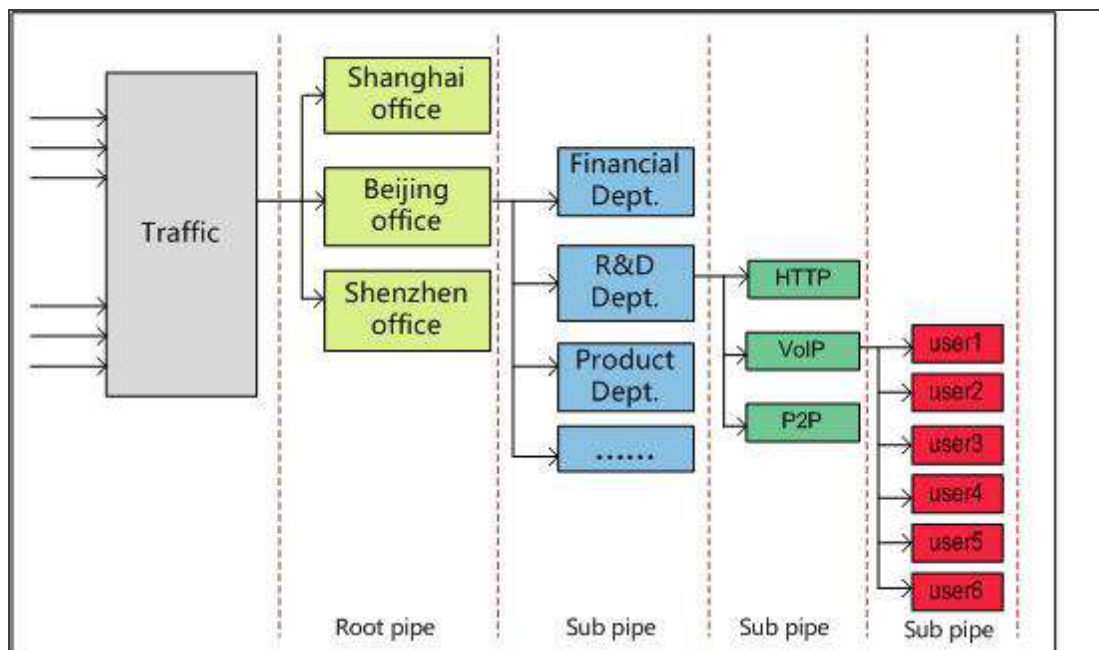 Traffic
Shanghai
office
Beijing
office
Shenzhen
office
Financial
Dept.
R&D
Dept.
Product
Dept.
......
HTTP
VoIP
P2P
user1
user2
user3
user4
user5
user6
Root pipe
Sub pipe
Sub pipe
Sub pipe